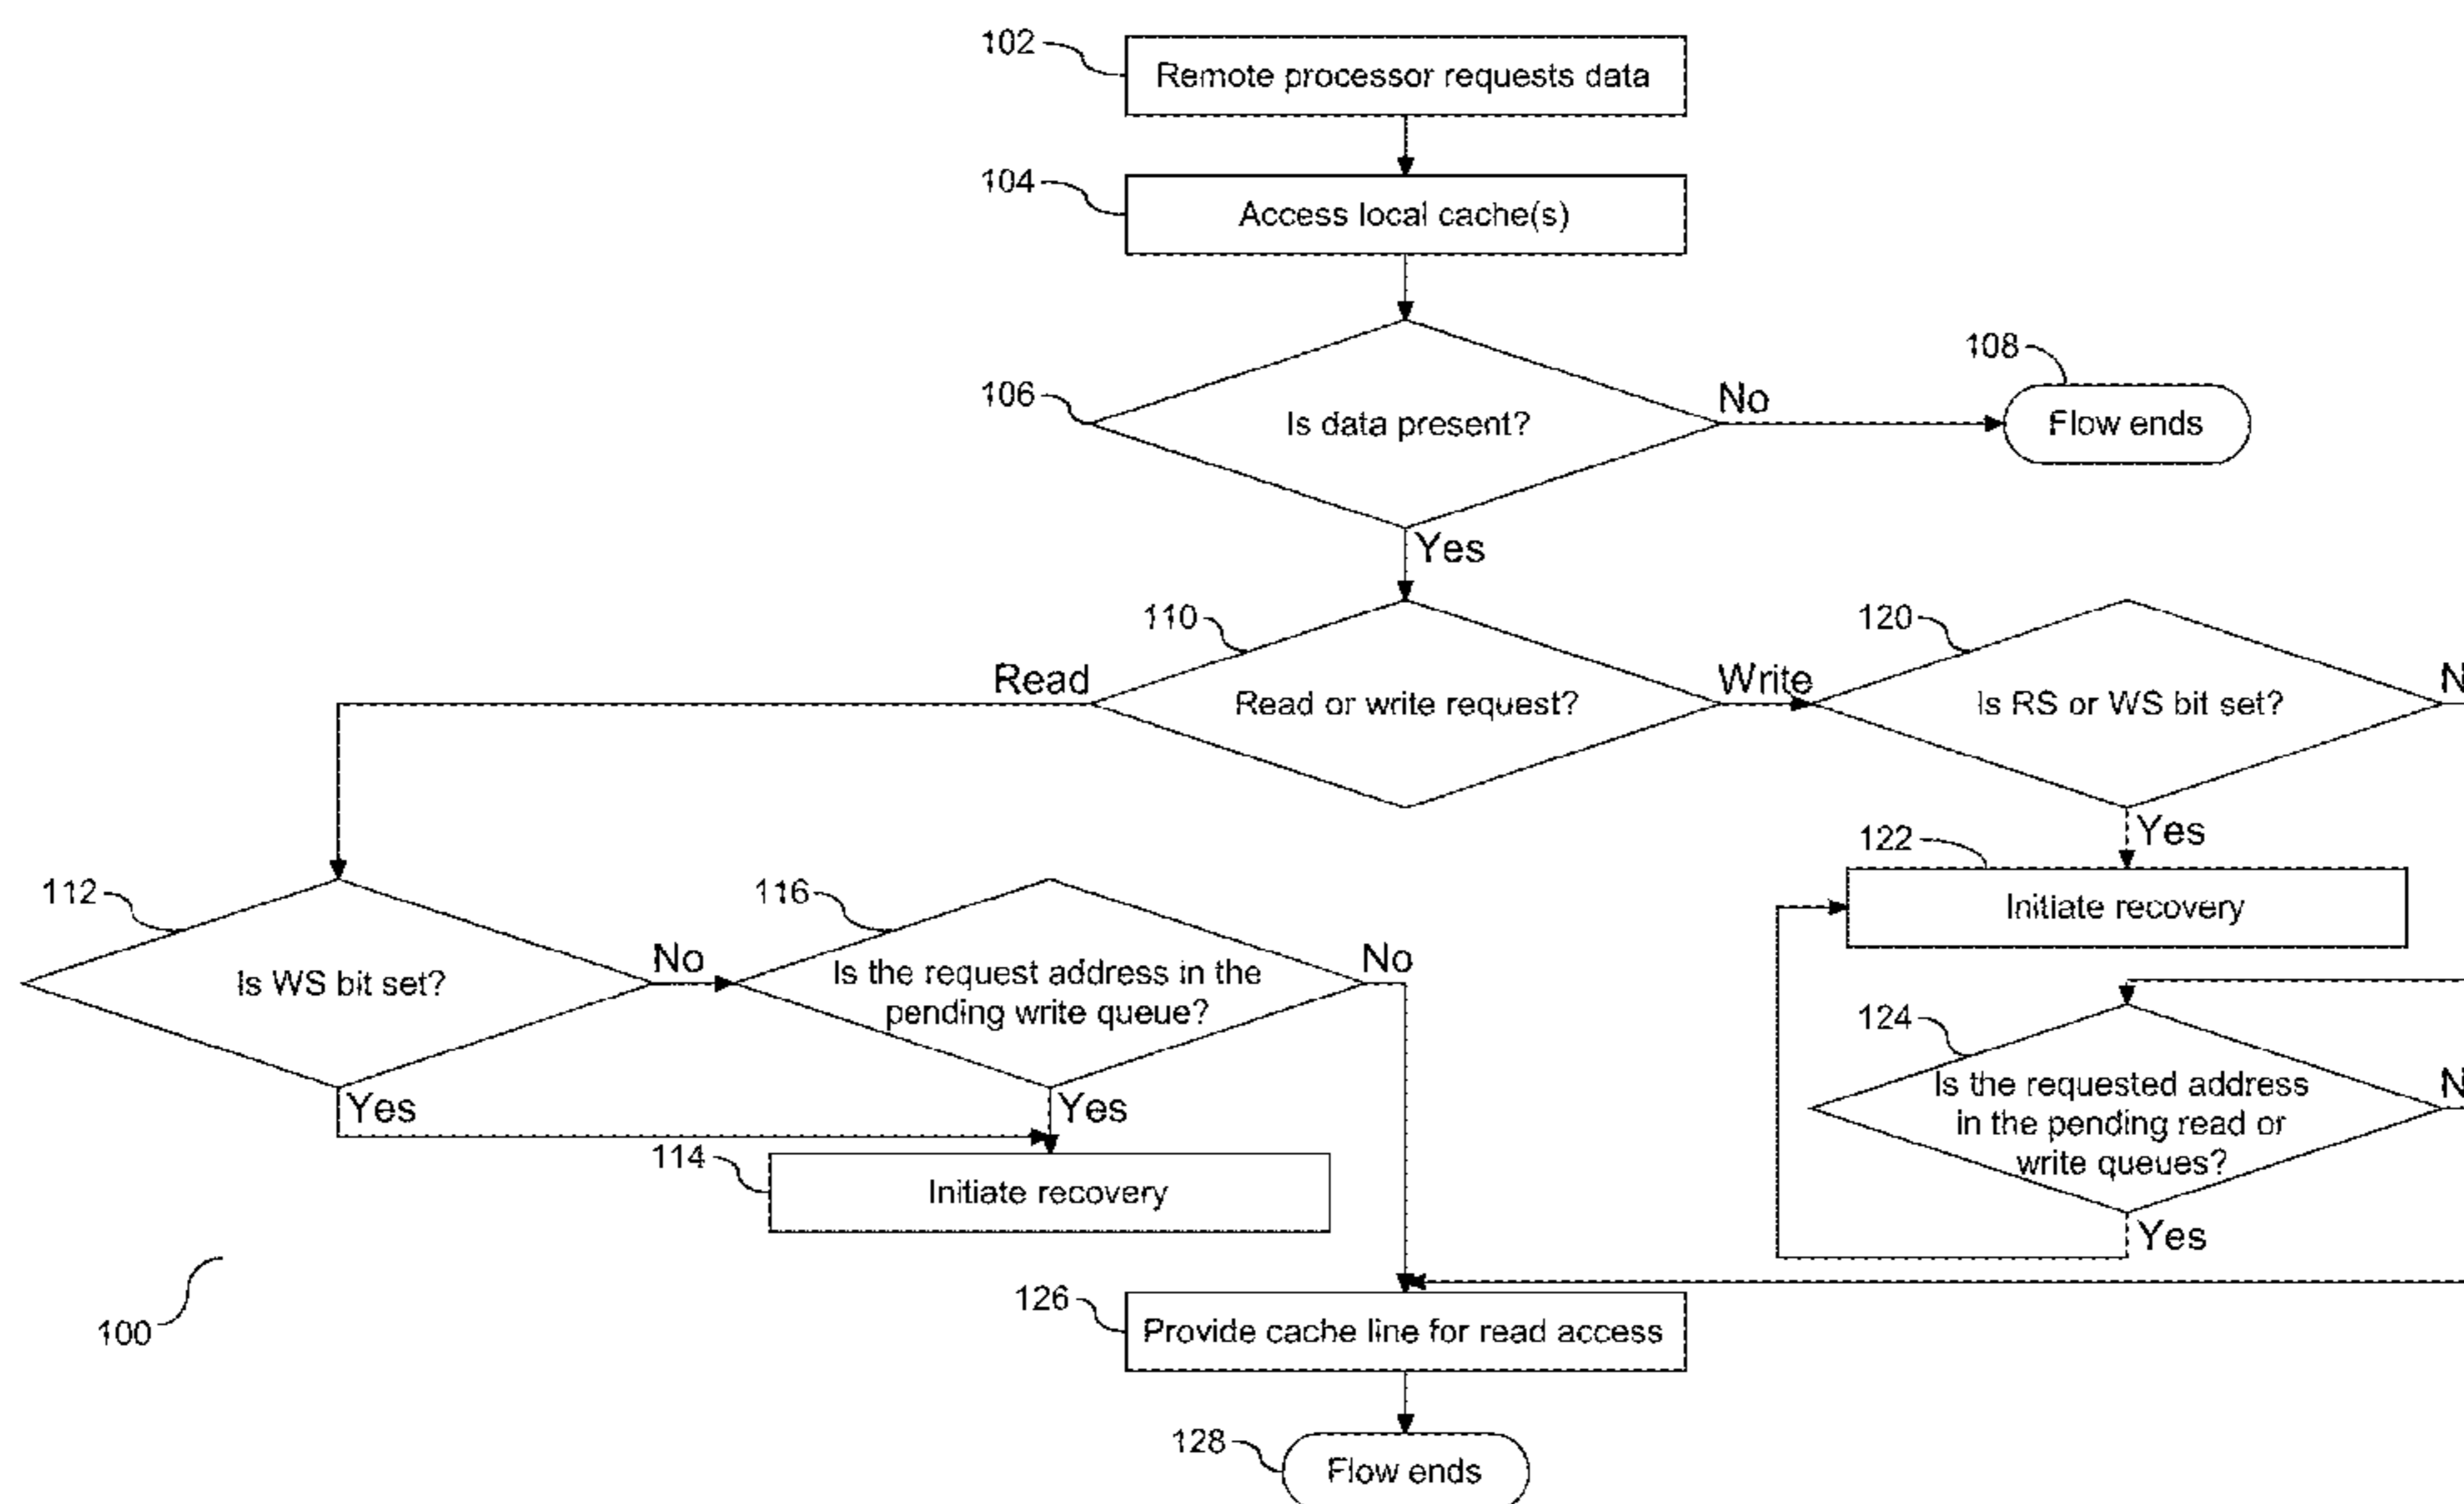 102
Remote processor requests data
104
Access local cache(s)
106
Is data present?
No
108
Flow ends
Yes
110
Read or write request?
Read
Write
120
Is RS or WS bit set?
Yes
122
Initiate recovery
112
Is WS bit set?
No
116
Is the request address in the
pending write queue?
No
Yes
Yes
114
Initiate recovery
124
Is the requested address
in the pending read or
write queues?
Yes
126
Provide cache line for read access
100
128
Flow ends